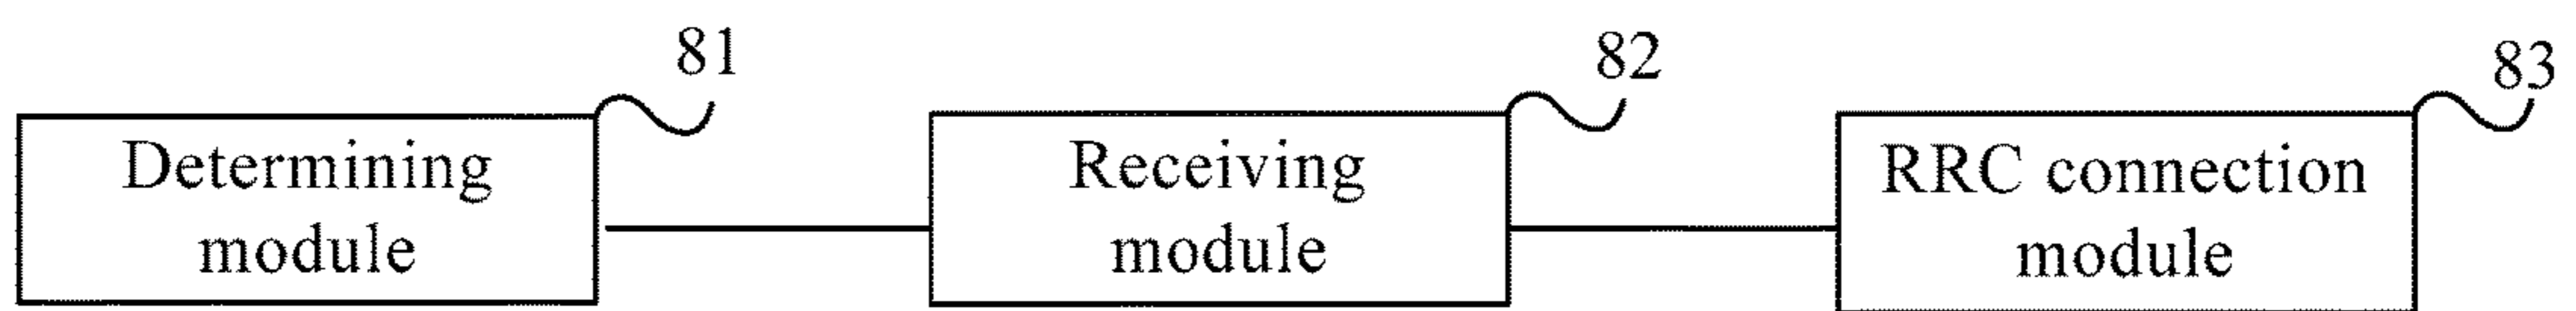 81
82
83
Determining
module
Receiving
module
RRC connection
module